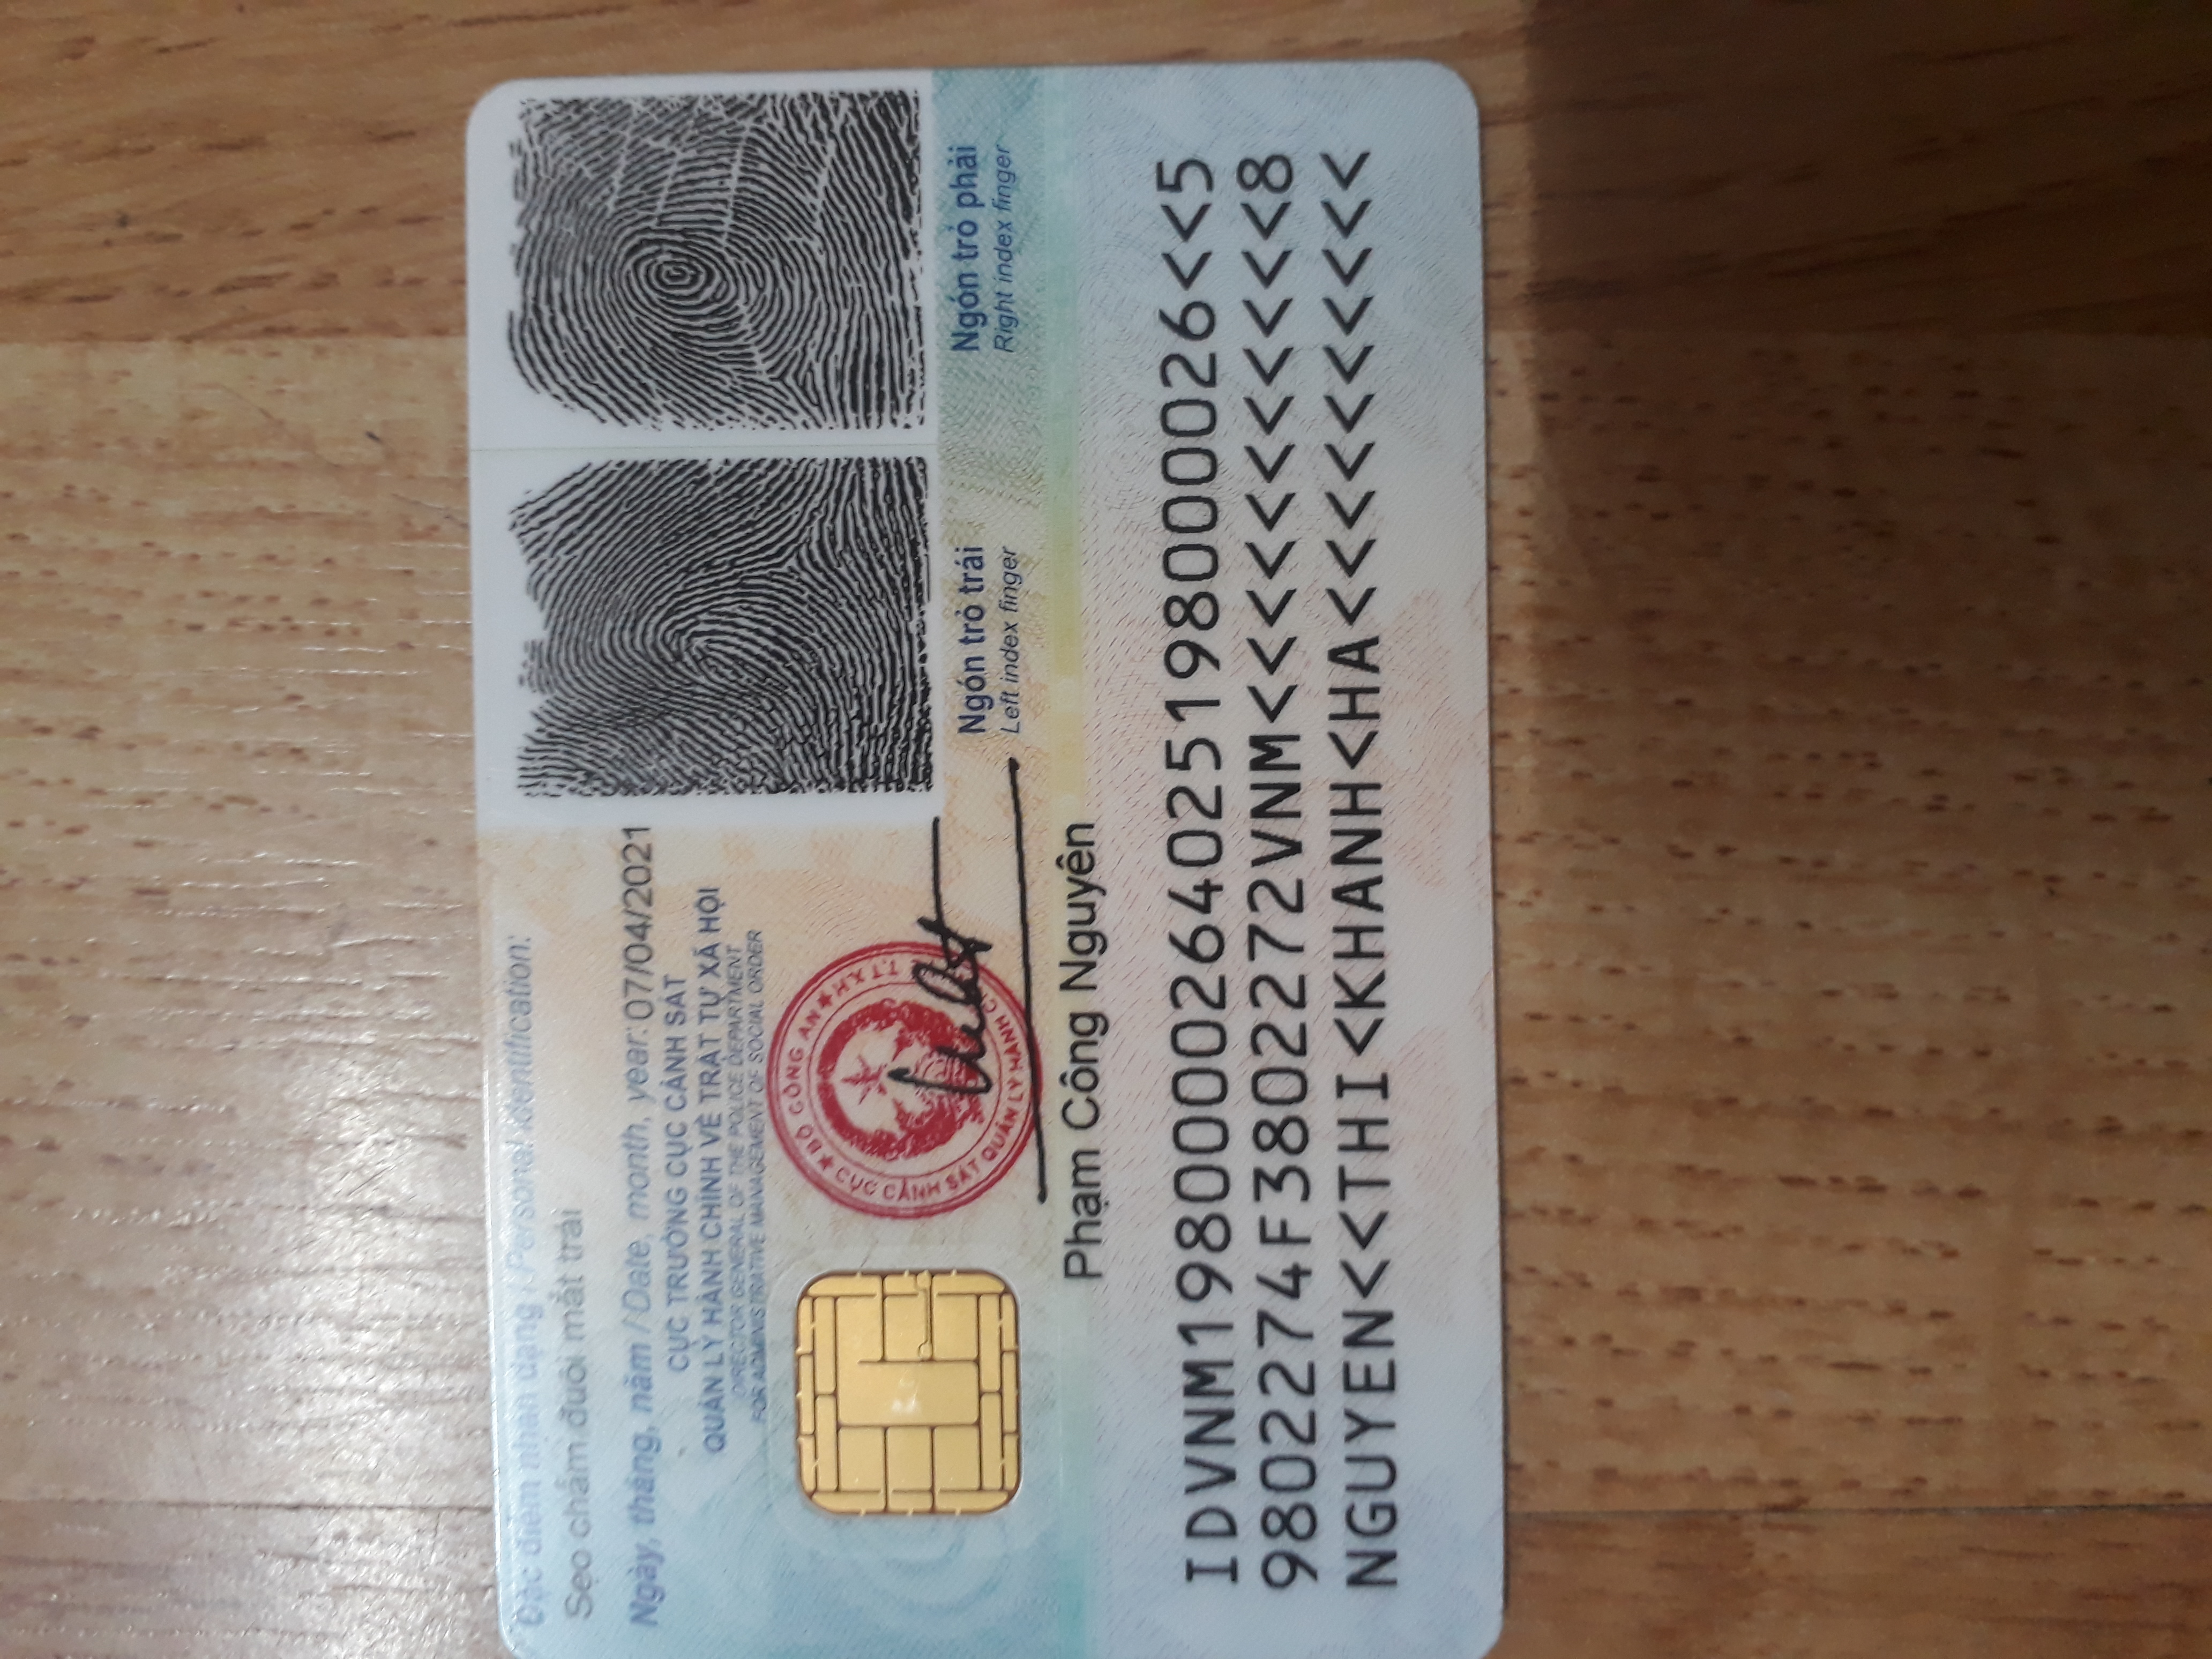 Đặc điểm nhận dạng / Personal identification:
Sẹo chấm đuôi mắt trái
Ngày, tháng, năm / Date, month, year: 07/04/2021
CỤC TRƯỞNG CỤC CẢNH SÁT
QUẢN LÝ HÀNH CHÍNH VỀ TRẬT TỰ XÃ HỘI
DIRECTOR GENERAL OF THE POLICE DEPARTMENT
FOR ADMINISTRATIVE MANAGEMENT OF SOCIAL ORDER
BỘ CÔNG AN
CỤC CẢNH SÁT QUẢN LÝ HÀNH TTXH
Ngón trỏ trái
Left index finger
Ngón trỏ phải
Right index finger
Phạm Công Nguyên
IDVNM1980000264025198000026<<5
9802274F3802272VNM<<<<<<<<<<<8
NGUYEN<<THI<KHANH<HA<<<<<<<<<<